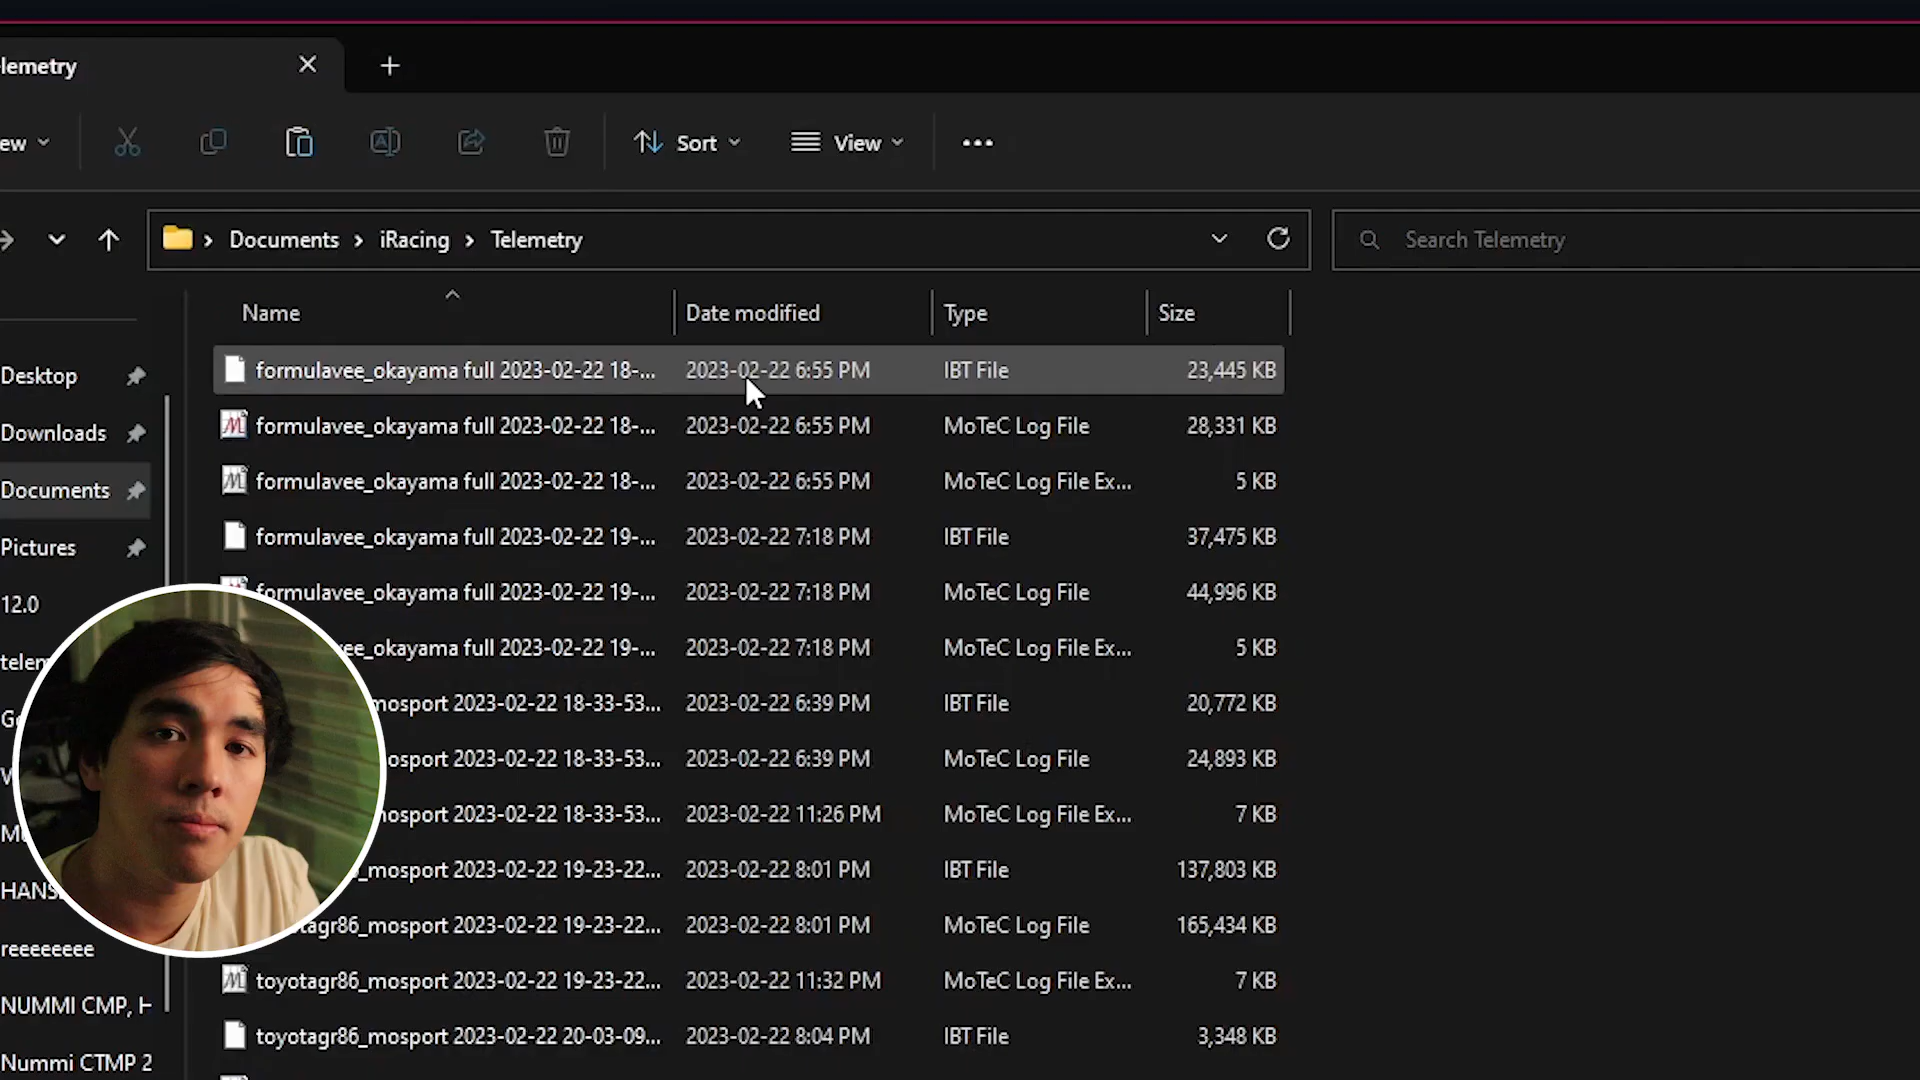 lemetry
ew
Sort
View
Documents
iRacing
Telemetry
Search Telemetry
Name
Date modified
Type
Size
formulavee_okayama full 2023-02-22 18-... 2023-02-22 6:55 PM IBT File 23,445 KB
formulavee_okayama full 2023-02-22 18-... 2023-02-22 6:55 PM MoTeC Log File 28,331 KB
formulavee_okayama full 2023-02-22 18-... 2023-02-22 6:55 PM MoTeC Log File Ex... 5 KB
formulavee_okayama full 2023-02-22 19-... 2023-02-22 7:18 PM IBT File 37,475 KB
formulavee_okayama full 2023-02-22 19-... 2023-02-22 7:18 PM MoTeC Log File 44,996 KB
vee_okayama full 2023-02-22 19-... 2023-02-22 7:18 PM MoTeC Log File Ex... 5 KB
mosport 2023-02-22 18-33-53... 2023-02-22 6:39 PM IBT File 20,772 KB
osport 2023-02-22 18-33-53... 2023-02-22 6:39 PM MoTeC Log File 24,893 KB
osport 2023-02-22 18-33-53... 2023-02-22 11:26 PM MoTeC Log File Ex... 7 KB
_mosport 2023-02-22 19-23-22... 2023-02-22 8:01 PM IBT File 137,803 KB
tagr86_mosport 2023-02-22 19-23-22... 2023-02-22 8:01 PM MoTeC Log File 165,434 KB
toyotagr86_mosport 2023-02-22 19-23-22... 2023-02-22 11:32 PM MoTeC Log File Ex... 7 KB
toyotagr86_mosport 2023-02-22 20-03-09... 2023-02-22 8:04 PM IBT File 3,348 KB
Desktop
Downloads
Documents
Pictures
12.0
telem
HANS
reeeeeeee
NUMMI CMP, H
Nummi CTMP 2